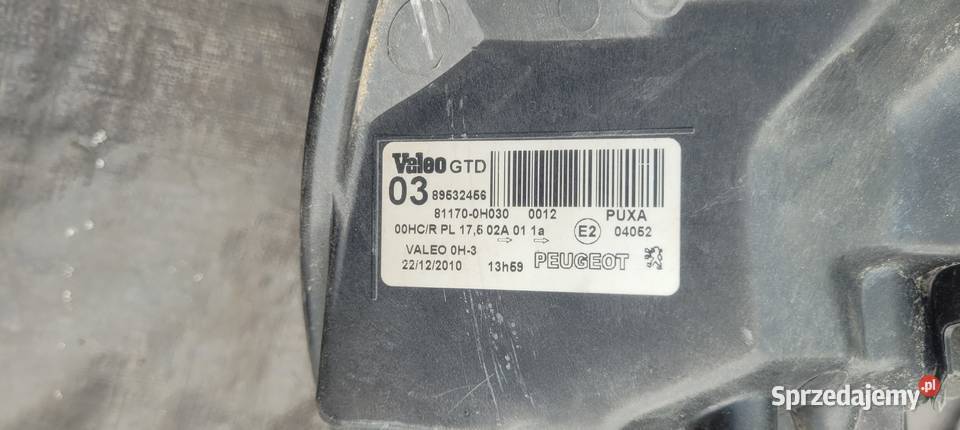 Valeo GTD
03 89532456
81170-0H030 0012 PUXA
00HC/R PL 17,5 02A 01 1a E2 04052
VALEO 0H-3
22/12/2010 13h59 PEUGEOT
Sprzedajemy.pl